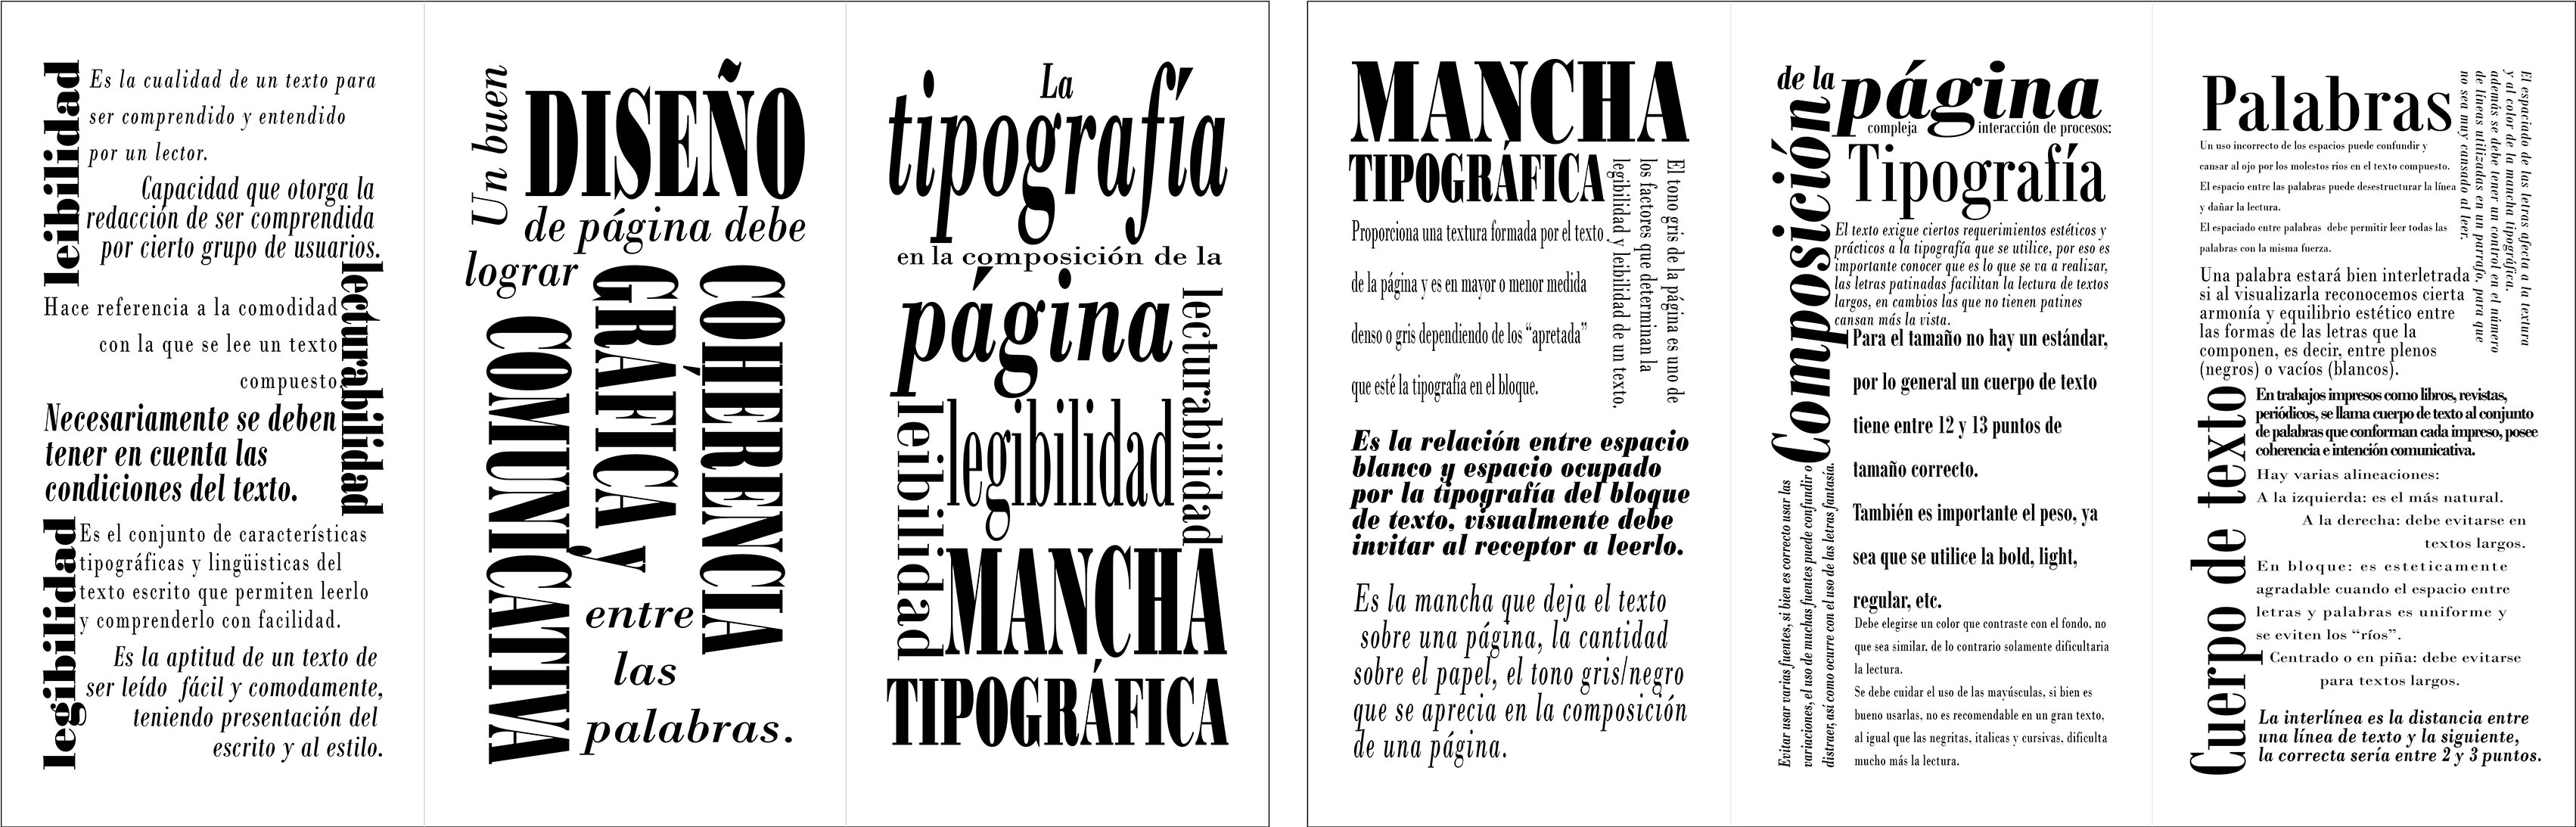 leibilidad
Es la cualidad de un texto para
ser comprendido y entendido
por un lector.
Capacidad que otorga la
redacción de ser comprendida
por cierto grupo de usuarios.
lecturabilidad
Hace referencia a la comodidad
con la que se lee un texto
compuesto.
Necesariamente se deben
tener en cuenta las
condiciones del texto.
legibilidad
Es el conjunto de características
tipográficas y lingüisticas del
texto escrito que permiten leerlo
y comprenderlo con facilidad.
Es la aptitud de un texto de
ser leído fácil y comodamente,
teniendo presentación del
escrito y al estilo.
Un buen
DISEÑO
de página debe
lograr
COHERENCIA
GRÁFICA y
COMUNICATIVA
entre
las
palabras.
La
tipografía
en la composición de la
página
lecturabilidad
leibilidad
legibilidad
MANCHA
TIPOGRÁFICA
MANCHA
TIPOGRÁFICA
Proporciona una textura formada por el texto
de la página y es en mayor o menor medida
denso o gris dependiendo de los “apretada”
que esté la tipografía en el bloque.
El tono gris de la página es uno de
los factores que determinan la
legibilidad y leibilidad de un texto.
Es la relación entre espacio
blanco y espacio ocupado
por la tipografía del bloque
de texto, visualmente debe
invitar al receptor a leerlo.
Es la mancha que deja el texto
sobre una página, la cantidad
sobre el papel, el tono gris/negro
que se aprecia en la composición
de una página.
Composición
de la
página
compleja interacción de procesos:
Tipografía
El texto exigue ciertos requerimientos estéticos y
prácticos a la tipografía que se utilice, por eso es
importante conocer que es lo que se va a realizar,
las letras patinadas facilitan la lectura de textos
largos, en cambios las que no tienen patines
cansan más la vista.
Para el tamaño no hay un estándar,
por lo general un cuerpo de texto
tiene entre 12 y 13 puntos de
tamaño correcto.
También es importante el peso, ya
sea que se utilice la bold, light,
regular, etc.
Debe elegirse un color que contraste con el fondo, no
que sea similar, de lo contrario solamente dificultaria
la lectura.
Se debe cuidar el uso de las mayúsculas, si bien es
bueno usarlas, no es recomendable en un gran texto,
al igual que las negritas, italicas y cursivas, dificulta
mucho más la lectura.
Evitar usar varias fuentes, si bien es correcto usar las
variaciones, el uso de muchas fuentes puede confundir o
distraen, asi como ocurre con el uso de las letras fantasia.
Palabras
Un uso incorrecto de los espacios puede confundir y
cansar al ojo por los molestos rios en el texto compuesto.
El espacio entre las palabras puede desestructurar la línea
y dañar la lectura.
El espaciado entre palabras debe permitir leer todas las
palabras con la misma fuerza.
El espaciado de las letras afecta a la textura
y al color de la mancha tipográfica.
además se debe tener un control en el número
de líneas utilizadas en un parrafo, para que
no sea muy cansado al leer.
Una palabra estará bien interletrada
si al visualizarla reconocemos cierta
armonía y equilibrio estético entre
las formas de las letras que la
componen, es decir, entre plenos
(negros) o vacíos (blancos).
Cuerpo de texto
En trabajos impresos como libros, revistas,
periódicos, se llama cuerpo de texto al conjunto
de palabras que conforman cada impreso, posee
coherencia e intención comunicativa.
Hay varias alineaciones:
A la izquierda: es el más natural.
A la derecha: debe evitarse en
textos largos.
En bloque: es esteticamente
agradable cuando el espacio entre
letras y palabras es uniforme y
se eviten los “ríos”.
Centrado o en piña: debe evitarse
para textos largos.
La interlínea es la distancia entre
una línea de texto y la siguiente,
la correcta sería entre 2 y 3 puntos.